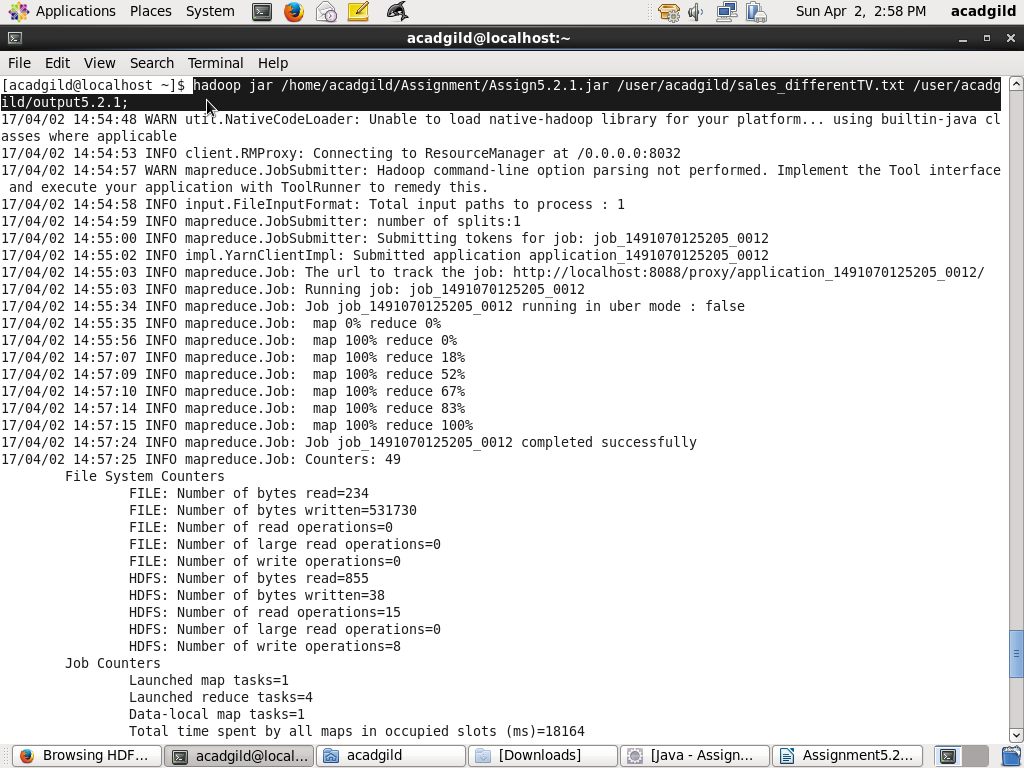 Applications Places System Sun Apr 2, 2:58 PM acadgild
acadgild@localhost:~
File Edit View Search Terminal Help
[acadgild@localhost ~]$ hadoop jar /home/acadgild/Assignment/Assign5.2.1.jar /user/acadgild/sales_differentTV.txt /user/acadg
ild/output5.2.1;
17/04/02 14:54:48 WARN util.NativeCodeLoader: Unable to load native-hadoop library for your platform... using builtin-java cl
asses where applicable
17/04/02 14:54:53 INFO client.RMProxy: Connecting to ResourceManager at /0.0.0.0:8032
17/04/02 14:54:57 WARN mapreduce.JobSubmitter: Hadoop command-line option parsing not performed. Implement the Tool interface
and execute your application with ToolRunner to remedy this.
17/04/02 14:54:58 INFO input.FileInputFormat: Total input paths to process : 1
17/04/02 14:54:59 INFO mapreduce.JobSubmitter: number of splits:1
17/04/02 14:55:00 INFO mapreduce.JobSubmitter: Submitting tokens for job: job_1491070125205_0012
17/04/02 14:55:02 INFO impl.YarnClientImpl: Submitted application application_1491070125205_0012
17/04/02 14:55:03 INFO mapreduce.Job: The url to track the job: http://localhost:8088/proxy/application_1491070125205_0012/
17/04/02 14:55:03 INFO mapreduce.Job: Running job: job_1491070125205_0012
17/04/02 14:55:34 INFO mapreduce.Job: Job job_1491070125205_0012 running in uber mode : false
17/04/02 14:55:35 INFO mapreduce.Job:  map 0% reduce 0%
17/04/02 14:55:56 INFO mapreduce.Job:  map 100% reduce 0%
17/04/02 14:57:07 INFO mapreduce.Job:  map 100% reduce 18%
17/04/02 14:57:09 INFO mapreduce.Job:  map 100% reduce 52%
17/04/02 14:57:10 INFO mapreduce.Job:  map 100% reduce 67%
17/04/02 14:57:14 INFO mapreduce.Job:  map 100% reduce 83%
17/04/02 14:57:15 INFO mapreduce.Job:  map 100% reduce 100%
17/04/02 14:57:24 INFO mapreduce.Job: Job job_1491070125205_0012 completed successfully
17/04/02 14:57:25 INFO mapreduce.Job: Counters: 49
File System Counters
FILE: Number of bytes read=234
FILE: Number of bytes written=531730
FILE: Number of read operations=0
FILE: Number of large read operations=0
FILE: Number of write operations=0
HDFS: Number of bytes read=855
HDFS: Number of bytes written=38
HDFS: Number of read operations=15
HDFS: Number of large read operations=0
HDFS: Number of write operations=8
Job Counters
Launched map tasks=1
Launched reduce tasks=4
Data-local map tasks=1
Total time spent by all maps in occupied slots (ms)=18164
Browsing HDF... acadgild@local... acadgild [Downloads] [Java - Assign... Assignment5.2...